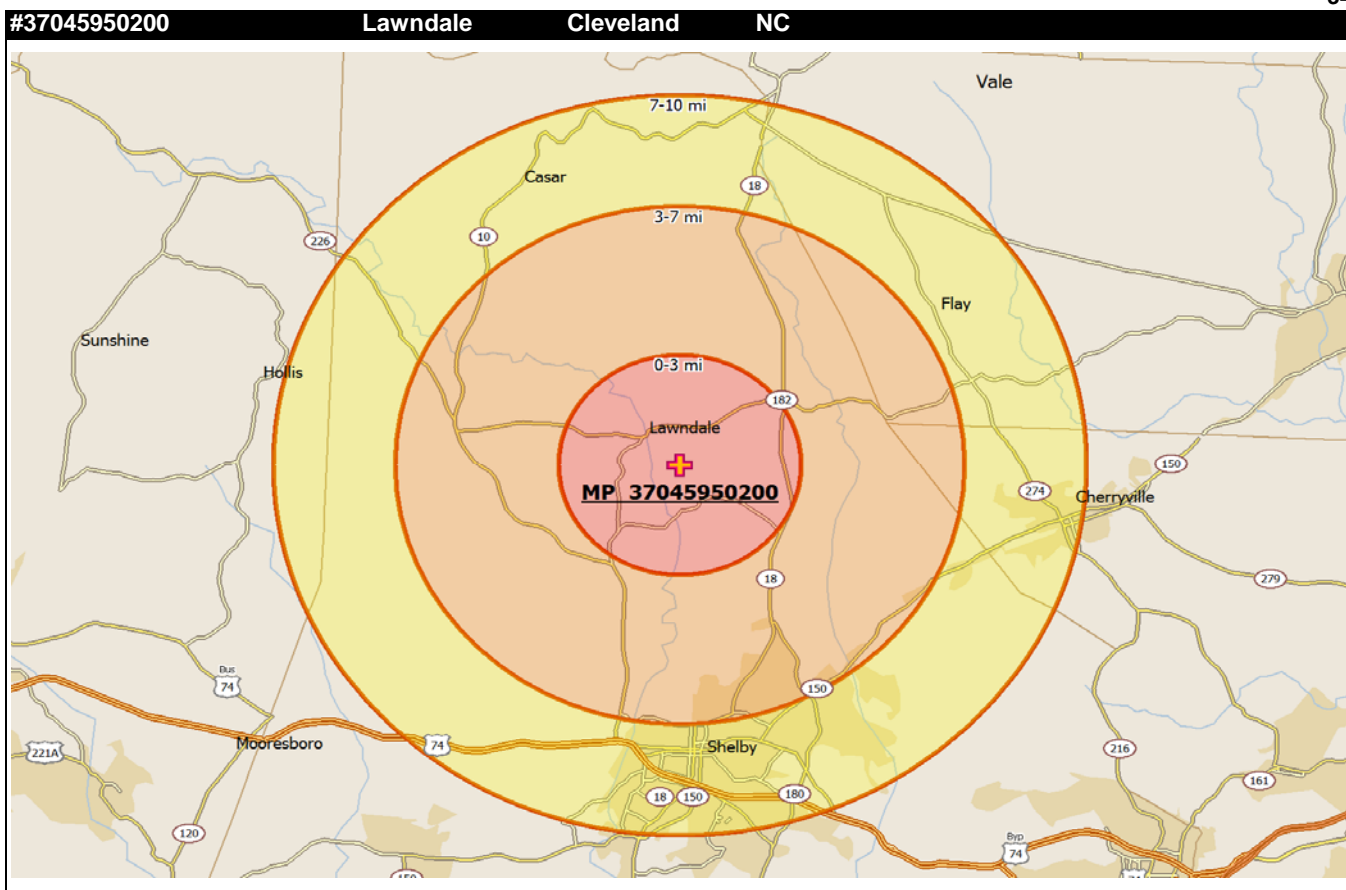 #37045950200 Lawndale Cleveland NC
Vale
7-10 mi
Casar
18
3-7 mi
226
10
Flay
Sunshine
0-3 mi
Hollis
182
Lawndale
MP 37045950200
150
274
Cherryville
18
279
Bus
74
150
Mooresboro
74
Shelby
221A
216
161
18
150
180
120
Byp
74
150